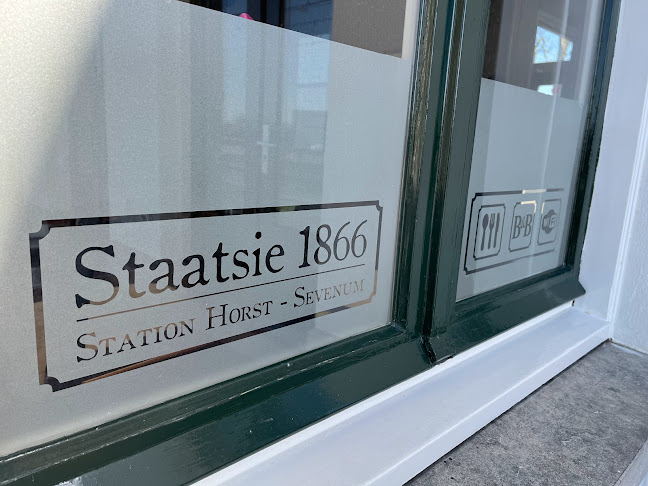 Staatsie 1866
STATION HORST - SEVENUM
B&B